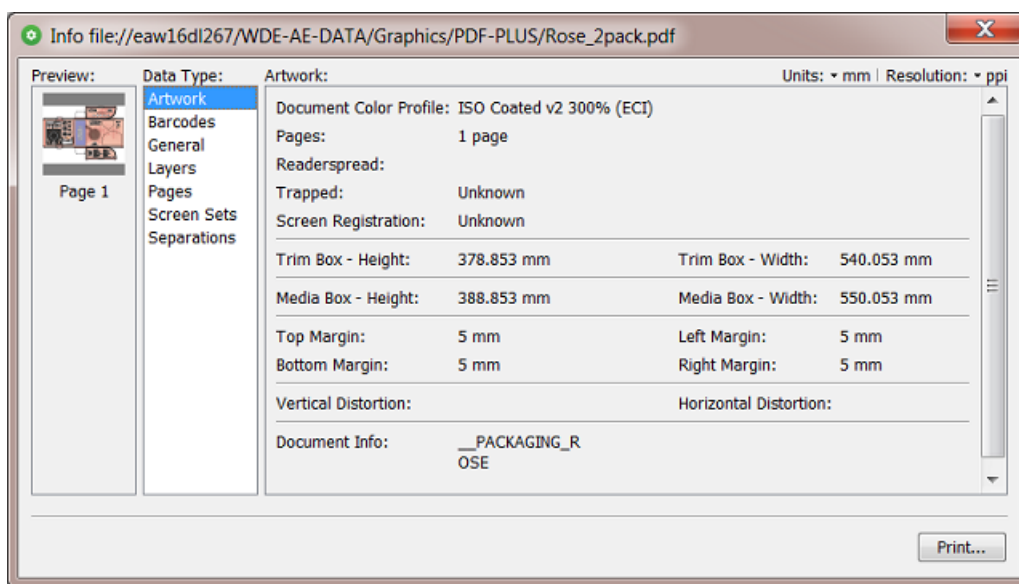 Info file://eaw16dl267/WDE-AE-DATA/Graphics/PDF-PLUS/Rose_2pack.pdf
Preview: Data Type: Artwork: Units: mm | Resolution: ppi
Page 1
Artwork
Barcodes
General
Layers
Pages
Screen Sets
Separations
Document Color Profile: ISO Coated v2 300% (ECI)
Pages: 1 page
Readerspread:
Trapped: Unknown
Screen Registration: Unknown
Trim Box - Height: 378.853 mm Trim Box - Width: 540.053 mm
Media Box - Height: 388.853 mm Media Box - Width: 550.053 mm
Top Margin: 5 mm Left Margin: 5 mm
Bottom Margin: 5 mm Right Margin: 5 mm
Vertical Distortion: Horizontal Distortion:
Document Info: __PACKAGING_R
OSE
Print...